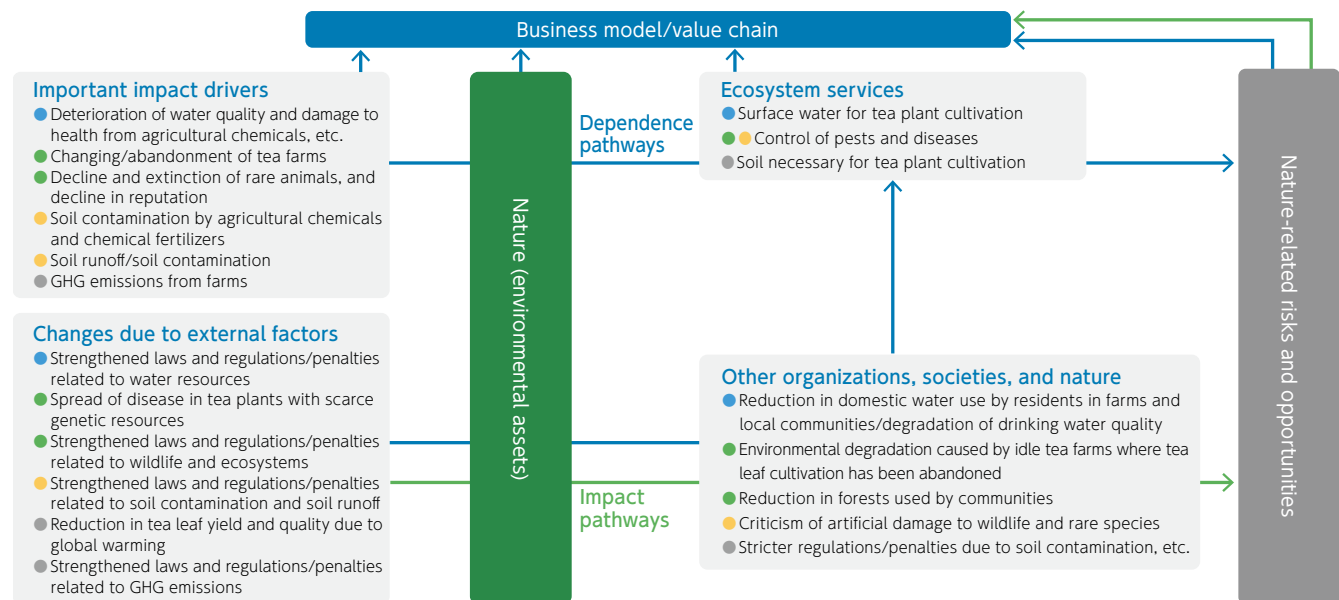 Business model/value chain
Important impact drivers
Deterioration of water quality and damage to
health from agricultural chemicals, etc.
Changing/abandonment of tea farms
Decline and extinction of rare animals, and
decline in reputation
Soil contamination by agricultural chemicals
and chemical fertilizers
Soil runoff/soil contamination
GHG emissions from farms
Changes due to external factors
Strengthened laws and regulations/penalties
related to water resources
Spread of disease in tea plants with scarce
genetic resources
Strengthened laws and regulations/penalties
related to wildlife and ecosystems
Strengthened laws and regulations/penalties
related to soil contamination and soil runoff
Reduction in tea leaf yield and quality due to
global warming
Strengthened laws and regulations/penalties
related to GHG emissions
Nature (environmental assets)
Dependence
pathways
Impact
pathways
Ecosystem services
Surface water for tea plant cultivation
Control of pests and diseases
Soil necessary for tea plant cultivation
Other organizations, societies, and nature
Reduction in domestic water use by residents in farms and
local communities/degradation of drinking water quality
Environmental degradation caused by idle tea farms where tea
leaf cultivation has been abandoned
Reduction in forests used by communities
Criticism of artificial damage to wildlife and rare species
Stricter regulations/penalties due to soil contamination, etc.
Nature-related risks and opportunities